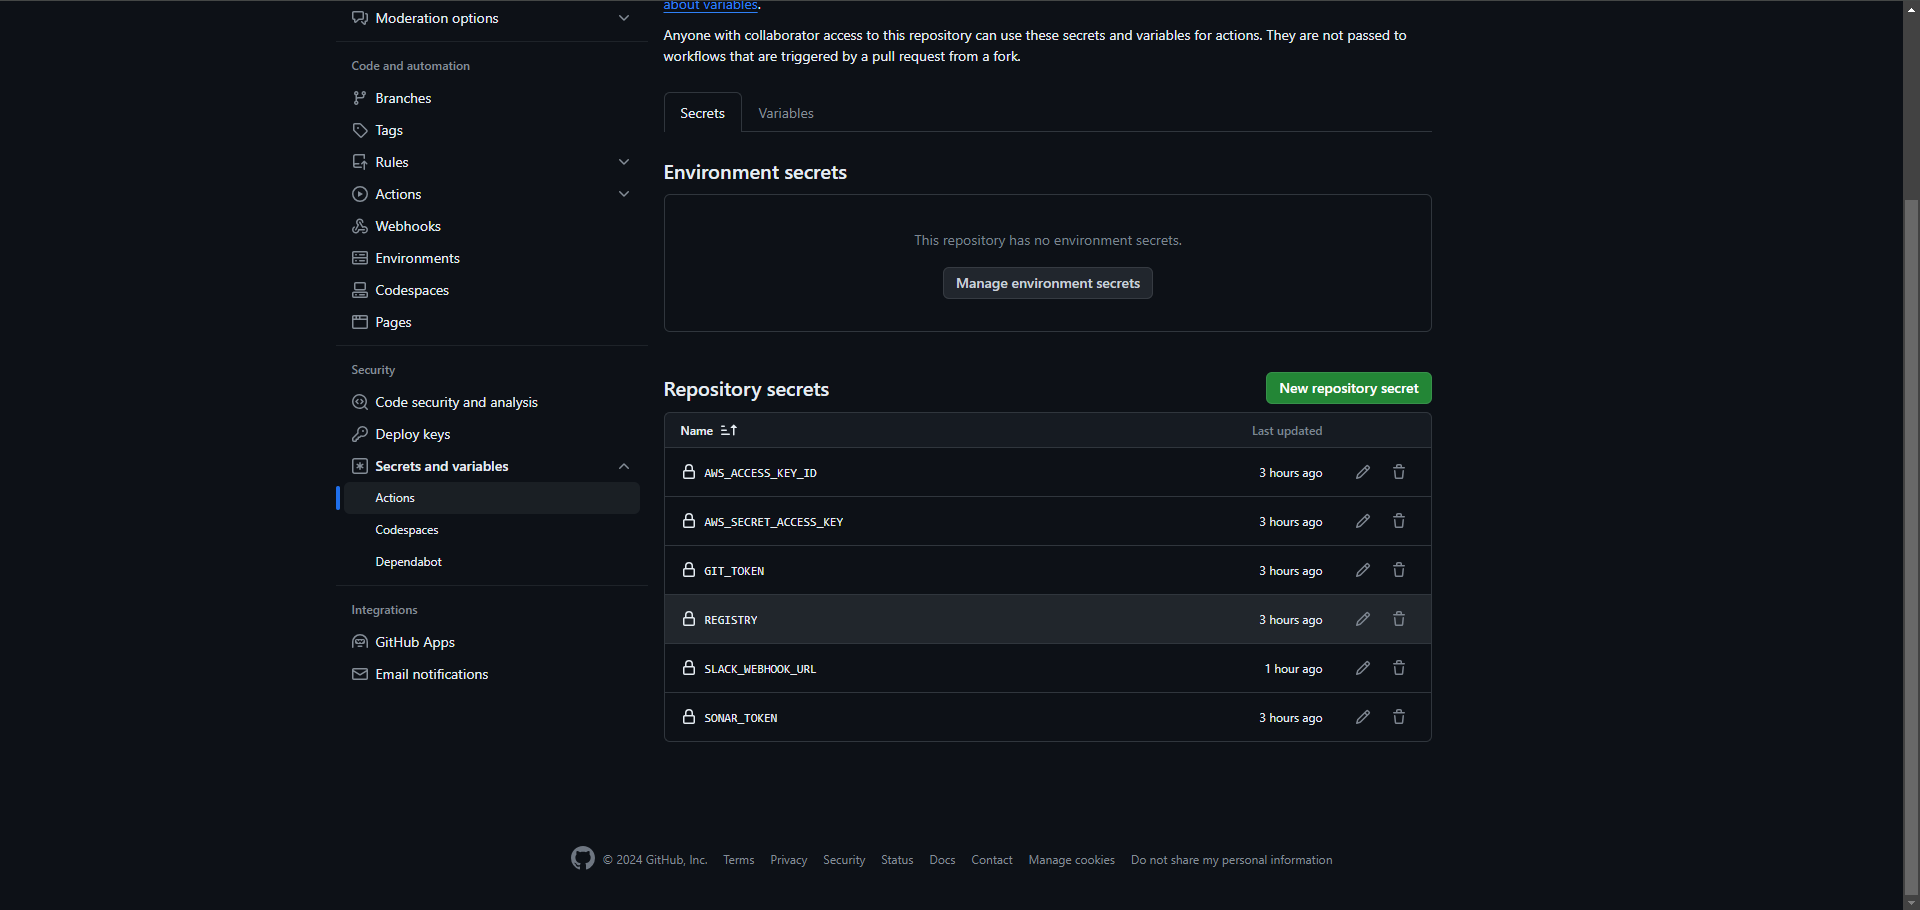 Moderation options
Code and automation
Branches
Tags
Rules
Actions
Webhooks
Environments
Codespaces
Pages
Security
Code security and analysis
Deploy keys
Secrets and variables
Actions
Codespaces
Dependabot
Integrations
GitHub Apps
Email notifications
about variables.
Anyone with collaborator access to this repository can use these secrets and variables for actions. They are not passed to
workflows that are triggered by a pull request from a fork.
Secrets Variables
Environment secrets
This repository has no environment secrets.
Manage environment secrets
Repository secrets New repository secret
Name Last updated
AWS_ACCESS_KEY_ID 3 hours ago
AWS_SECRET_ACCESS_KEY 3 hours ago
GIT_TOKEN 3 hours ago
REGISTRY 3 hours ago
SLACK_WEBHOOK_URL 1 hour ago
SONAR_TOKEN 3 hours ago
© 2024 GitHub, Inc. Terms Privacy Security Status Docs Contact Manage cookies Do not share my personal information